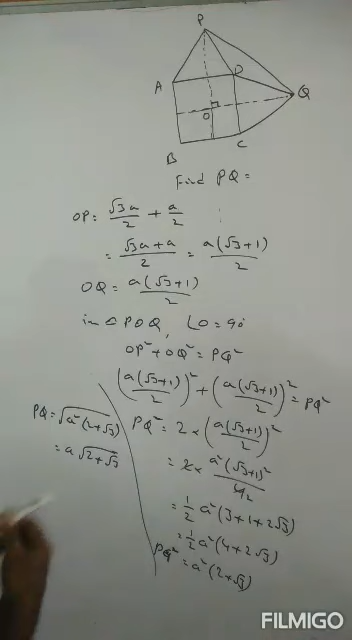 P
A
D
Q
O
B
C
Find PQ =
OP = √3a/2 + a/2
= (√3a + a)/2 = a(√3+1)/2
OQ = a(√3+1)/2
in △ POQ, ∠O = 90
OP² + OQ² = PQ²
(a(√3+1)/2)² + (a(√3+1)/2)² = PQ²
PQ² = 2 × (a(√3+1)/2)²
= 2 × a²(√3+1)²/4 2
= 1/2 a²(3+1+2√3)
= 1/2 a²(4+2√3)
PQ² = a²(2+√3)
PQ = √a²(2+√3)
= a√2+√3
FILMIGO